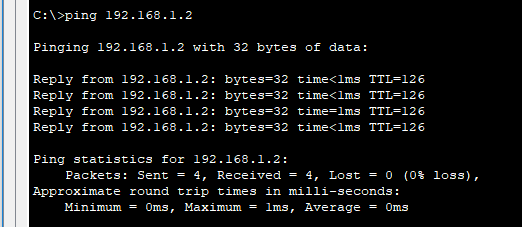 C:\>ping 192.168.1.2
Pinging 192.168.1.2 with 32 bytes of data:
Reply from 192.168.1.2: bytes=32 time<1ms TTL=126
Reply from 192.168.1.2: bytes=32 time<1ms TTL=126
Reply from 192.168.1.2: bytes=32 time=1ms TTL=126
Reply from 192.168.1.2: bytes=32 time<1ms TTL=126
Ping statistics for 192.168.1.2:
    Packets: Sent = 4, Received = 4, Lost = 0 (0% loss),
Approximate round trip times in milli-seconds:
    Minimum = 0ms, Maximum = 1ms, Average = 0ms